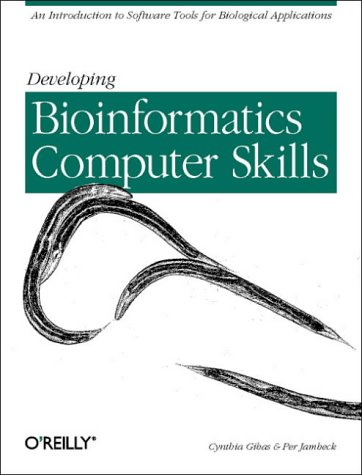 An Introduction to Software Tools for Biological Applications
Developing
Bioinformatics
Computer Skills
O'REILLY®
Cynthia Gibas & Per Jambeck